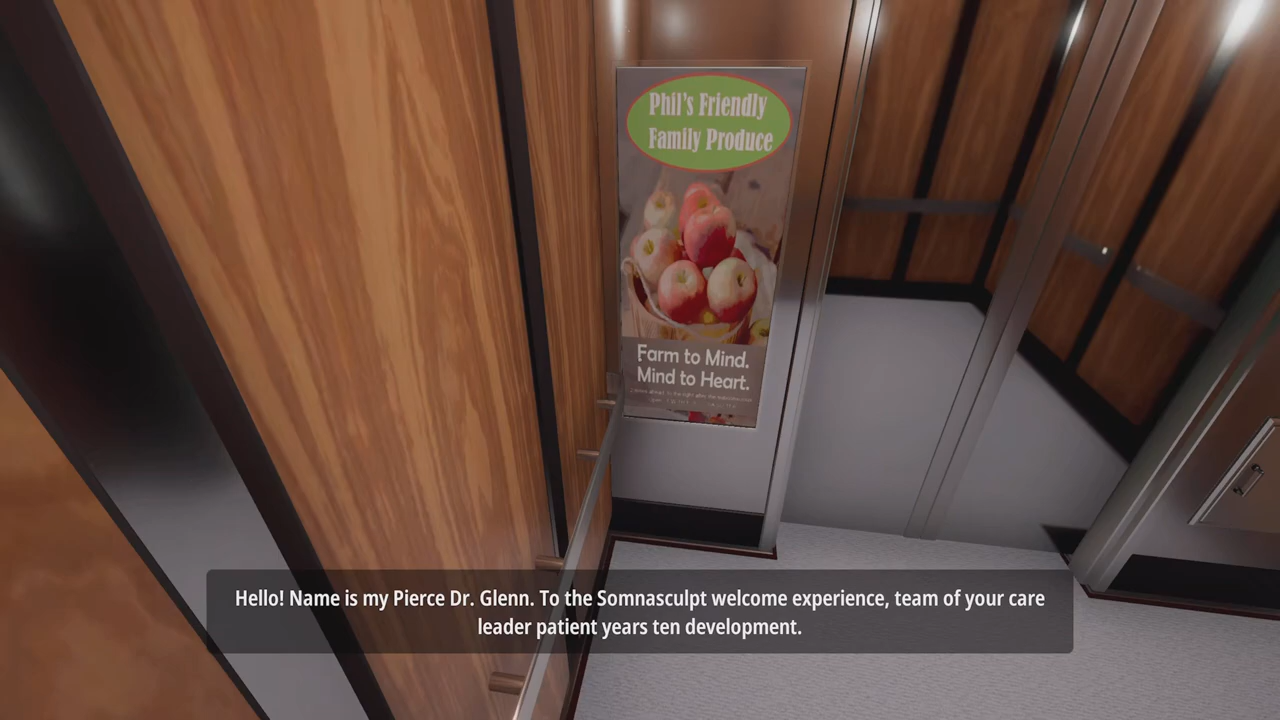 Phil's Friendly
Family Produce
Farm to Mind.
Mind to Heart.
Hello! Name is my Pierce Dr. Glenn. To the Somnasculpt welcome experience, team of your care
leader patient years ten development.